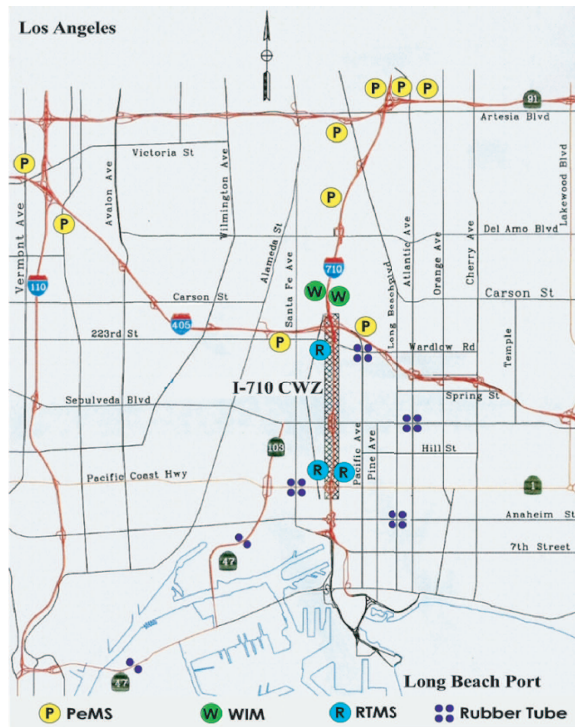 Los Angeles
P P P
91
Artesia Blvd
P
Victoria St
P
Avalon Ave
Wilmington Ave
P
Lakewood Blvd
P
Vermont Ave
Alameda St
Santa Fe Ave
Long Beach Blvd
Atlantic Ave
Orange Ave
Cherry Ave
Del Amo Blvd
710
110
W W
Carson St
Carson St
405
223rd St
P
P
R
Wardlow Rd
Temple
I-710 CWZ
Spring St
Sepulveda Blvd
Pacific Ave
Pine Ave
103
Hill St
Pacific Coast Hwy
R R
1
Anaheim St
47
7th Street
47
Long Beach Port
P PeMS
W WIM
R RTMS
Rubber Tube